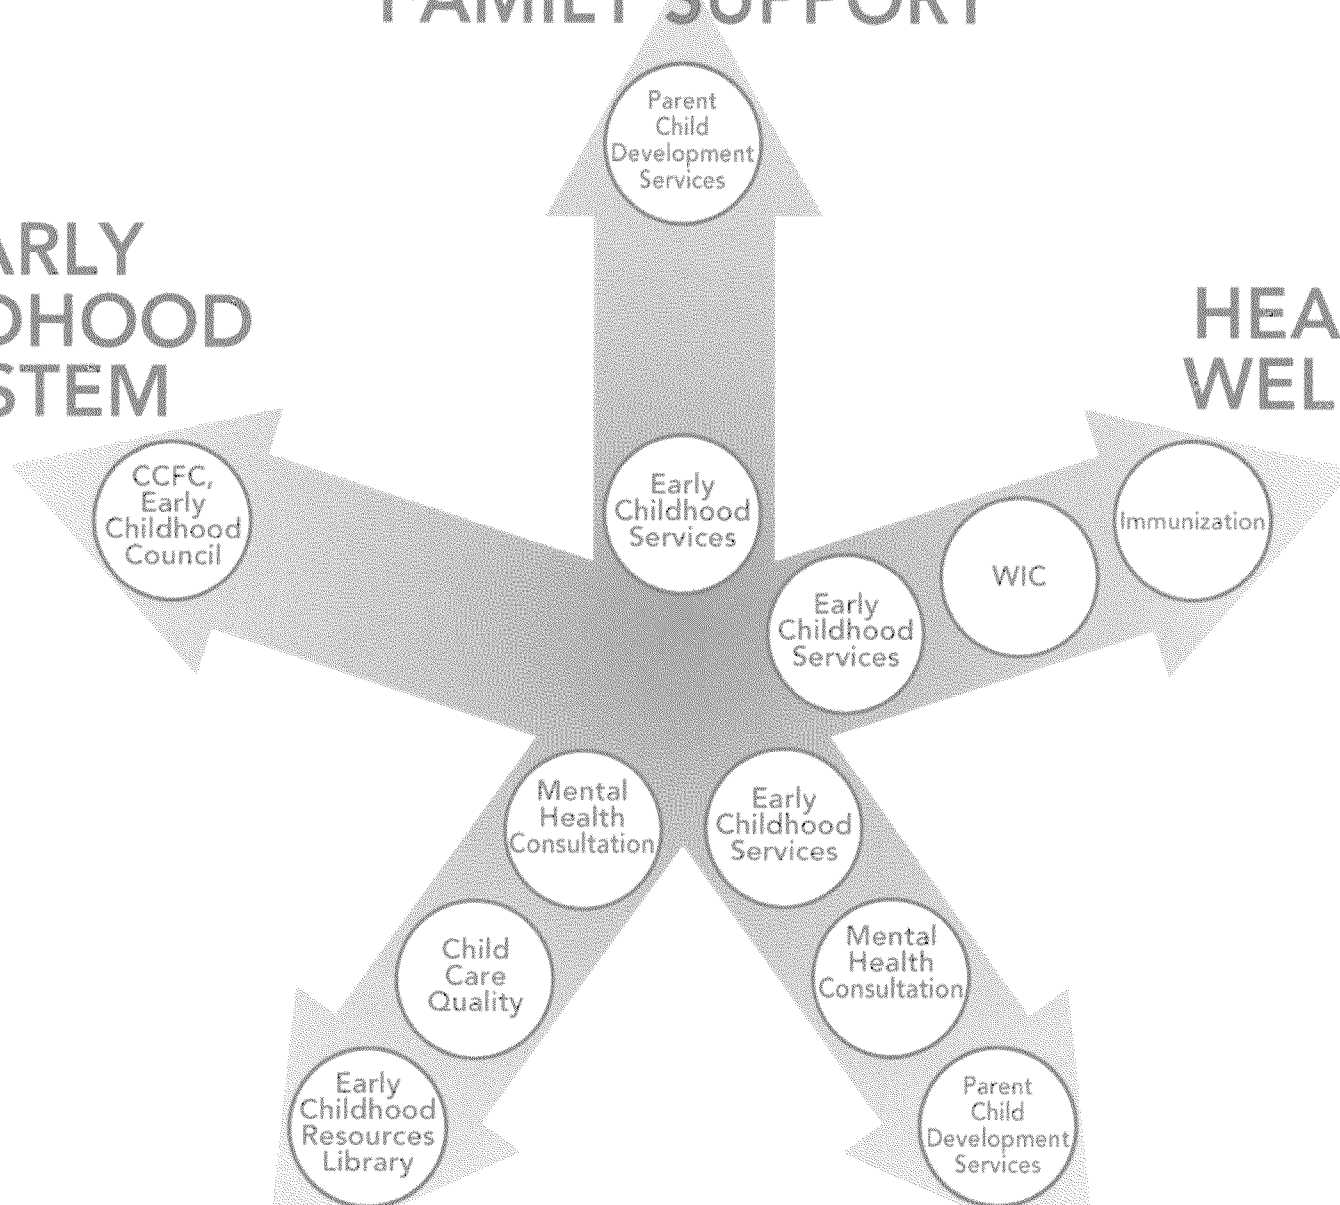 FAMILY SUPPORT
Parent
Child
Development
Services
ARLY
DHOOD
STEM
HEA
WEL
CCFC,
Early
Childhood
Council
Early
Childhood
Services
Immunization
WIC
Early
Childhood
Services
Mental
Health
Consultation
Early
Childhood
Services
Child
Care
Quality
Mental
Health
Consultation
Early
Childhood
Resources
Library
Parent
Child
Development
Services